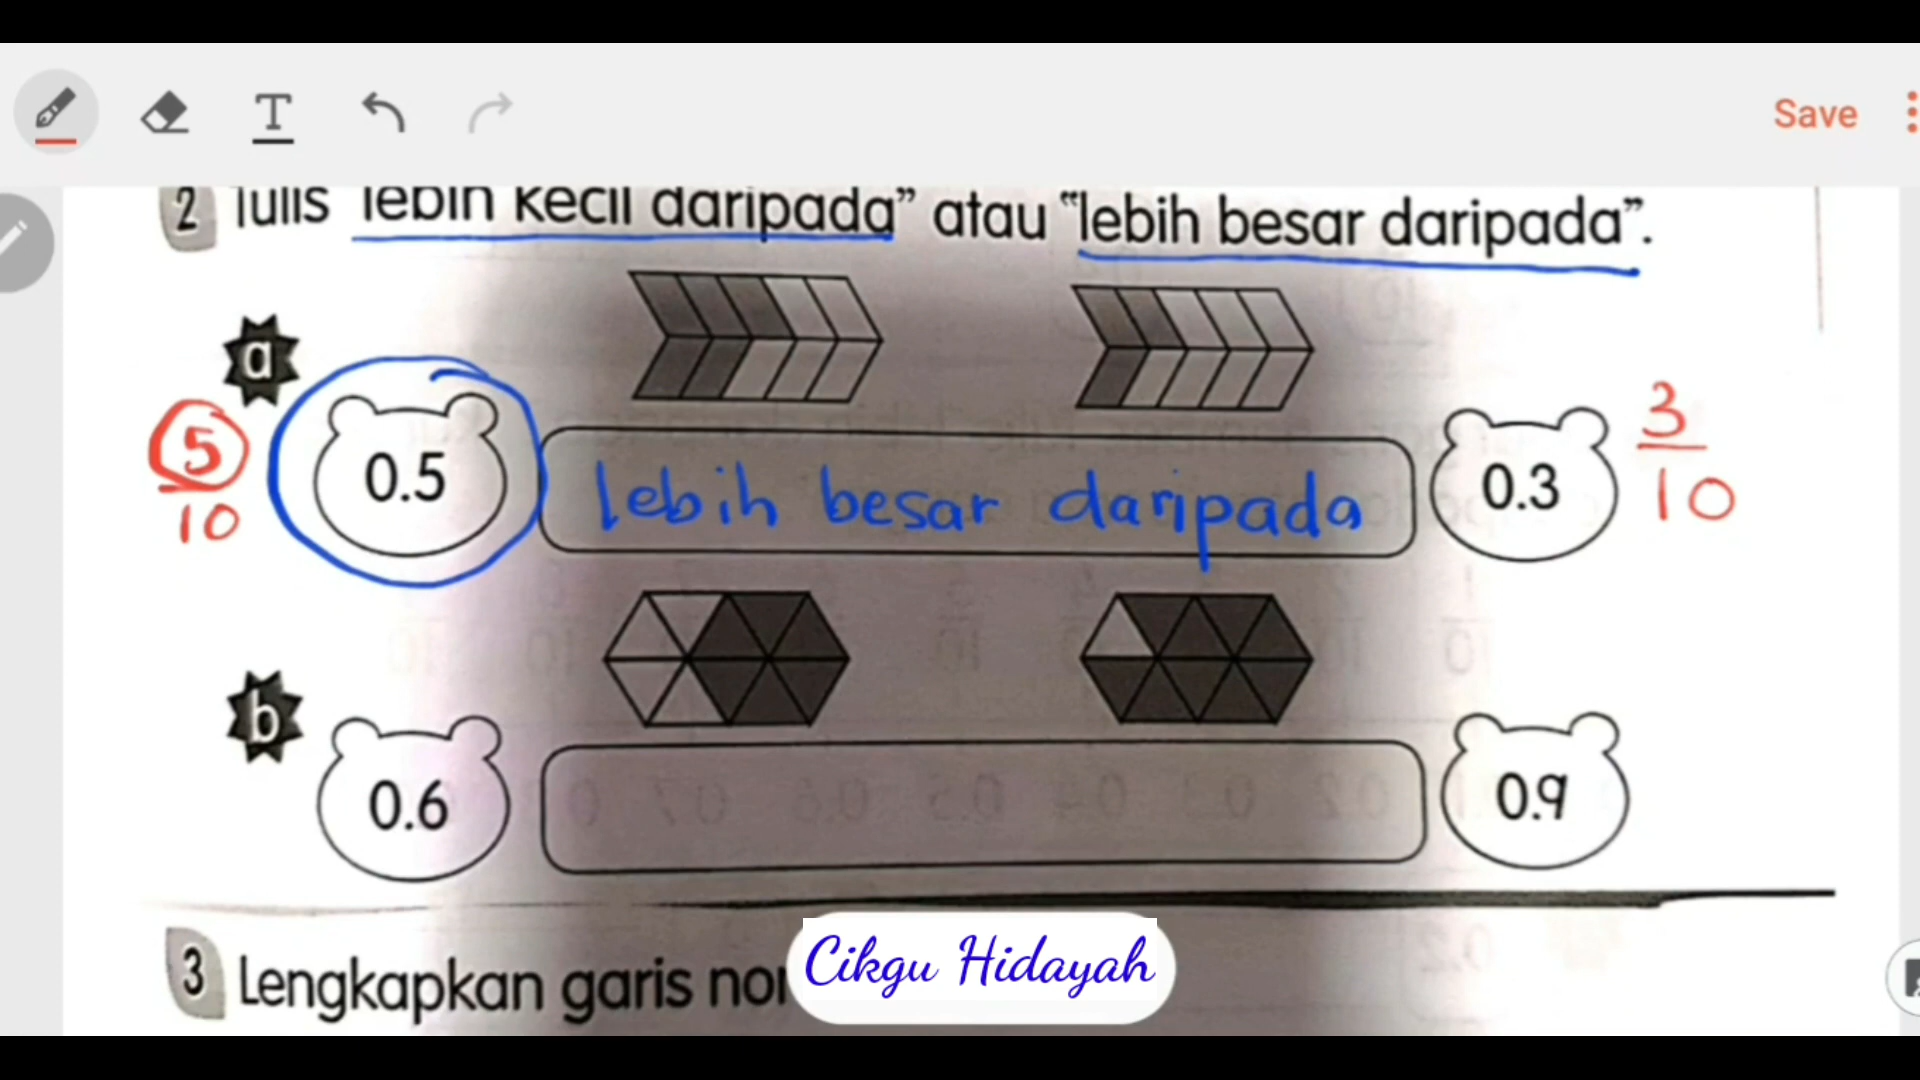 T
Save
2 Tulis lebih kecil daripada” atau “lebih besar daripada”.
a
5
10
0.5
lebih besar daripada
0.3
3
10
b
0.6
0.9
3 Lengkapkan garis
Cikgu Hidayah